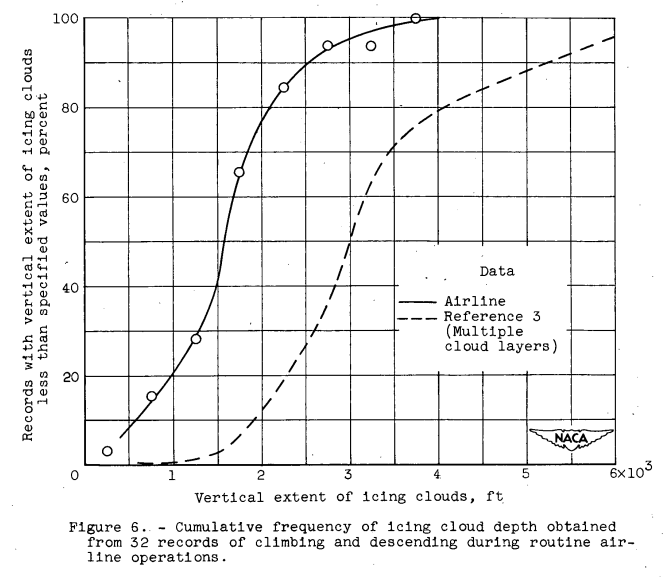 Records with vertical extent of icing clouds
less than specified values, percent
100
80
60
40
20
0
0
1
2
3
4
5
6×10³
Vertical extent of icing clouds, ft
Data
Airline
Reference 3
(Multiple
cloud layers)
NACA
Figure 6. - Cumulative frequency of icing cloud depth obtained
from 32 records of climbing and descending during routine air-
line operations.